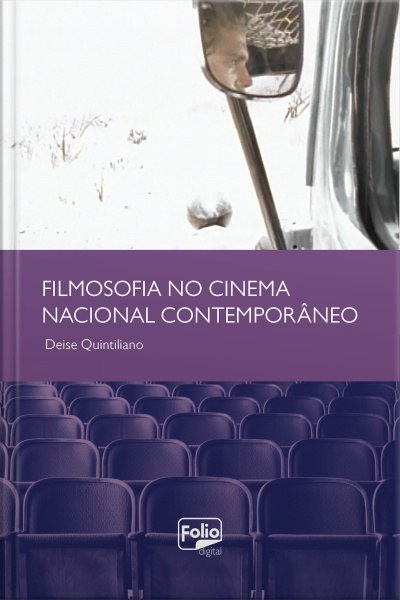 FILMOSOFIA NO CINEMA
NACIONAL CONTEMPORÂNEO
Deise Quintiliano
Folio
digital